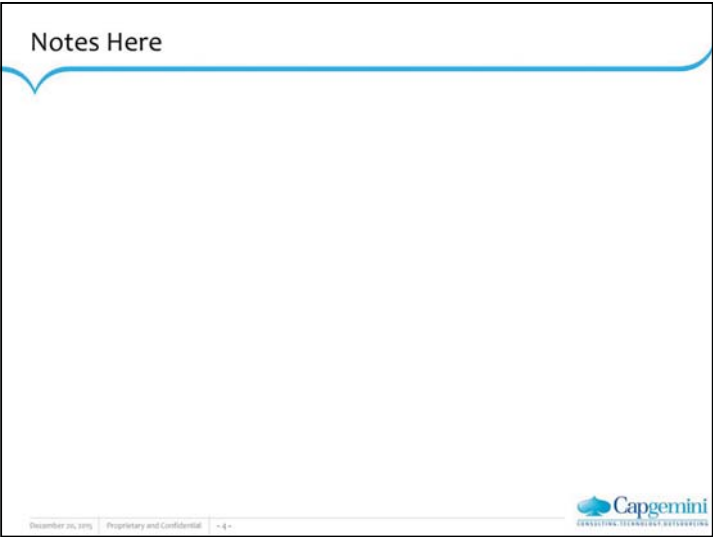 Notes Here
Capgemini
CONSULTING.TECHNOLOGY.OUTSOURCING
December 20, 2015 Proprietary and Confidential - 4 -